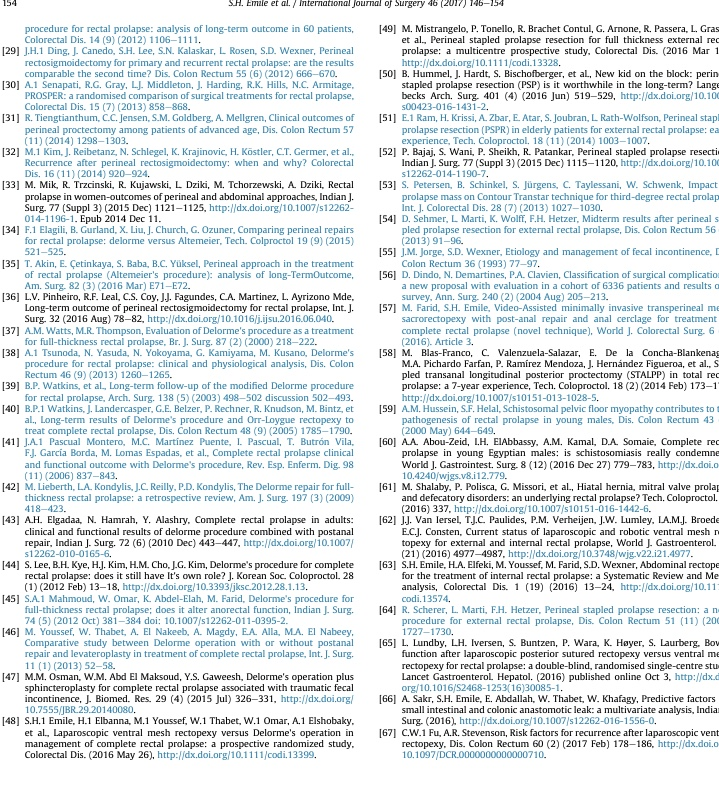 154
S.H. Emile et al. / International Journal of Surgery 46 (2017) 146–154
procedure for rectal prolapse: analysis of long-term outcome in 60 patients,
Colorectal Dis. 14 (9) (2012) 1106–1111.
[29] J.H.1 Ding, J. Canedo, S.H. Lee, S.N. Kalaskar, L. Rosen, S.D. Wexner, Perineal
rectosigmoidectomy for primary and recurrent rectal prolapse: are the results
comparable the second time? Dis. Colon Rectum 55 (6) (2012) 666–670.
[30] A.1 Senapati, R.G. Gray, L.J. Middleton, J. Harding, R.K. Hills, N.C. Armitage,
PROSPER: a randomised comparison of surgical treatments for rectal prolapse,
Colorectal Dis. 15 (7) (2013) 858–868.
[31] R. Tiengtianthum, C.C. Jensen, S.M. Goldberg, A. Mellgren, Clinical outcomes of
perineal proctectomy among patients of advanced age, Dis. Colon Rectum 57
(11) (2014) 1298–1303.
[32] M.1 Kim, J. Reibetanz, N. Schlegel, K. Krajinovic, H. Köstler, C.T. Germer, et al.,
Recurrence after perineal rectosigmoidectomy: when and why? Colorectal
Dis. 16 (11) (2014) 920–924.
[33] M. Mik, R. Trzcinski, R. Kujawski, L. Dziki, M. Tchorzewski, A. Dziki, Rectal
prolapse in women-outcomes of perineal and abdominal approaches, Indian J.
Surg. 77 (Suppl 3) (2015 Dec) 1121–1125, http://dx.doi.org/10.1007/s12262-
014-1196-1. Epub 2014 Dec 11.
[34] F.1 Elagili, B. Gurland, X. Liu, J. Church, G. Ozuner, Comparing perineal repairs
for rectal prolapse: delorme versus Altemeier, Tech. Colproctol 19 (9) (2015)
521–525.
[35] T. Akin, E. Çetinkaya, S. Baba, B.C. Yüksel, Perineal approach in the treatment
of rectal prolapse (Altemeier's procedure): analysis of long-TermOutcome,
Am. Surg. 82 (3) (2016 Mar) E71–E72.
[36] L.V. Pinheiro, R.F. Leal, C.S. Coy, J.J. Fagundes, C.A. Martinez, L. Ayrizono Mde,
Long-term outcome of perineal rectosigmoidectomy for rectal prolapse, Int. J.
Surg. 32 (2016 Aug) 78–82, http://dx.doi.org/10.1016/j.ijsu.2016.06.040.
[37] A.M. Watts, M.R. Thompson, Evaluation of Delorme's procedure as a treatment
for full-thickness rectal prolapse, Br. J. Surg. 87 (2) (2000) 218–222.
[38] A.1 Tsunoda, N. Yasuda, N. Yokoyama, G. Kamiyama, M. Kusano, Delorme's
procedure for rectal prolapse: clinical and physiological analysis, Dis. Colon
Rectum 46 (9) (2013) 1260–1265.
[39] B.P. Watkins, et al., Long-term follow-up of the modified Delorme procedure
for rectal prolapse, Arch. Surg. 138 (5) (2003) 498–502 discussion 502–493.
[40] B.P.1 Watkins, J. Landercasper, G.E. Belzer, P. Rechner, R. Knudson, M. Bintz, et
al., Long-term results of Delorme's procedure and Orr-Loygue rectopexy to
treat complete rectal prolapse, Dis. Colon Rectum 48 (9) (2005) 1785–1790.
[41] J.A.1 Pascual Montero, M.C. Martínez Puente, I. Pascual, T. Butrón Vila,
F.J. García Borda, M. Lomas Espadas, et al., Complete rectal prolapse clinical
and functional outcome with Delorme's procedure, Rev. Esp. Enferm. Dig. 98
(11) (2006) 837–843.
[42] M. Lieberth, L.A. Kondylis, J.C. Reilly, P.D. Kondylis, The Delorme repair for full-
thickness rectal prolapse: a retrospective review, Am. J. Surg. 197 (3) (2009)
418–423.
[43] A.H. Elgadaa, N. Hamrah, Y. Alashry, Complete rectal prolapse in adults:
clinical and functional results of delorme procedure combined with postanal
repair, Indian J. Surg. 72 (6) (2010 Dec) 443–447, http://dx.doi.org/10.1007/
s12262-010-0165-6.
[44] S. Lee, B.H. Kye, H.J. Kim, H.M. Cho, J.G. Kim, Delorme's procedure for complete
rectal prolapse: does it still have It's own role? J. Korean Soc. Coloproctol. 28
(1) (2012 Feb) 13–18, http://dx.doi.org/10.3393/jksc.2012.28.1.13.
[45] S.A.1 Mahmoud, W. Omar, K. Abdel-Elah, M. Farid, Delorme's procedure for
full-thickness rectal prolapse; does it alter anorectal function, Indian J. Surg.
74 (5) (2012 Oct) 381–384 doi: 10.1007/s12262-011-0395-2.
[46] M. Youssef, W. Thabet, A. El Nakeeb, A. Magdy, E.A. Alla, M.A. El Nabeey,
Comparative study between Delorme operation with or without postanal
repair and levateroplasty in treatment of complete rectal prolapse, Int. J. Surg.
11 (1) (2013) 52–58.
[47] M.M. Osman, W.M. Abd El Maksoud, Y.S. Gaweesh, Delorme's operation plus
sphincteroplasty for complete rectal prolapse associated with traumatic fecal
incontinence, J. Biomed. Res. 29 (4) (2015 Jul) 326–331, http://dx.doi.org/
10.7555/JBR.29.20140080.
[48] S.H.1 Emile, H.1 Elbanna, M.1 Youssef, W.1 Thabet, W.1 Omar, A.1 Elshobaky,
et al., Laparoscopic ventral mesh rectopexy versus Delorme's operation in
management of complete rectal prolapse: a prospective randomized study,
Colorectal Dis. (2016 May 26), http://dx.doi.org/10.1111/codi.13399.
[49] M. Mistrangelo, P. Tonello, R. Brachet Contul, G. Arnone, R. Passera, L. Gras
et al., Perineal stapled prolapse resection for full thickness external rec
prolapse: a multicentre prospective study, Colorectal Dis. (2016 Mar 1
http://dx.doi.org/10.1111/codi.13328.
[50] B. Hummel, J. Hardt, S. Bischofberger, et al., New kid on the block: perin
stapled prolapse resection (PSP) is it worthwhile in the long-term? Lange
becks Arch. Surg. 401 (4) (2016 Jun) 519–529, http://dx.doi.org/10.100
s00423-016-1431-2.
[51] E.1 Ram, H. Krissi, A. Zbar, E. Atar, S. Joubran, L. Rath-Wolfson, Perineal stapl
prolapse resection (PSPR) in elderly patients for external rectal prolapse: ea
experience, Tech. Coloproctol. 18 (11) (2014) 1003–1007.
[52] P. Bajaj, S. Wani, P. Sheikh, R. Patankar, Perineal stapled prolapse resectio
Indian J. Surg. 77 (Suppl 3) (2015 Dec) 1115–1120, http://dx.doi.org/10.100
s12262-014-1190-7.
[53] S. Petersen, B. Schinkel, S. Jürgens, C. Taylessani, W. Schwenk, Impact
prolapse mass on Contour Transtar technique for third-degree rectal prolap
Int. J. Colorectal Dis. 28 (7) (2013) 1027–1030.
[54] D. Sehmer, L. Marti, K. Wolff, F.H. Hetzer, Midterm results after perineal s
pled prolapse resection for external rectal prolapse, Dis. Colon Rectum 56
(2013) 91–96.
[55] J.M. Jorge, S.D. Wexner, Etiology and management of fecal incontinence, D
Colon Rectum 36 (1993) 77–97.
[56] D. Dindo, N. Demartines, P.A. Clavien, Classification of surgical complicatio
a new proposal with evaluation in a cohort of 6336 patients and results o
survey, Ann. Surg. 240 (2) (2004 Aug) 205–213.
[57] M. Farid, S.H. Emile, Video-Assisted minimally invasive transperineal me
sacrorectopexy with post-anal repair and anal cerclage for treatment
complete rectal prolapse (novel technique), World J. Colorectal Surg. 6
(2016). Article 3.
[58] M. Blas-Franco, C. Valenzuela-Salazar, E. De la Concha-Blankenag
M.A. Pichardo Farfán, P. Ramírez Mendoza, J. Hernández Figueroa, et al., S
pled transanal longitudinal posterior proctectomy (STALPP) in total rec
prolapse: a 7-year experience, Tech. Coloproctol. 18 (2) (2014 Feb) 173–1
http://dx.doi.org/10.1007/s10151-013-1028-5.
[59] A.M. Hussein, S.F. Helal, Schistosomal pelvic floor myopathy contributes to t
pathogenesis of rectal prolapse in young males, Dis. Colon Rectum 43
(2000 May) 644–649.
[60] A.A. Abou-Zeid, I.H. ElAbbassy, A.M. Kamal, D.A. Somaie, Complete rec
prolapse in young Egyptian males: is schistosomiasis really condemne
World J. Gastrointest. Surg. 8 (12) (2016 Dec 27) 779–783, http://dx.doi.o
10.4240/wjgs.v8.i12.779.
[61] M. Shalaby, P. Polisca, G. Missori, et al., Hiatal hernia, mitral valve prolap
and defecatory disorders: an underlying rectal prolapse? Tech. Coloproctol.
(2016) 337, http://dx.doi.org/10.1007/s10151-016-1442-6.
[62] J.J. Van Iersel, T.J.C. Paulides, P.M. Verheijen, J.W. Lumley, I.A.M.J. Broede
E.C.J. Consten, Current status of laparoscopic and robotic ventral mesh r
topexy for external and internal rectal prolapse, World J. Gastroenterol.
(21) (2016) 4977–4987, http://dx.doi.org/10.3748/wjg.v22.i21.4977.
[63] S.H. Emile, H.A. Elfeki, M. Youssef, M. Farid, S.D. Wexner, Abdominal rectope
for the treatment of internal rectal prolapse: a Systematic Review and Me
analysis, Colorectal Dis. 1 (19) (2016) 13–24, http://dx.doi.org/10.111
codi.13574.
[64] R. Scherer, L. Marti, F.H. Hetzer, Perineal stapled prolapse resection: a n
procedure for external rectal prolapse, Dis. Colon Rectum 51 (11) (200
1727–1730.
[65] L. Lundby, L.H. Iversen, S. Buntzen, P. Wara, K. Høyer, S. Laurberg, Bow
function after laparoscopic posterior sutured rectopexy versus ventral me
rectopexy for rectal prolapse: a double-blind, randomised single-centre stu
Lancet Gastroenterol. Hepatol. (2016) published online Oct 3, http://dx.d
org/10.1016/S2468-1253(16)30085-1.
[66] A. Sakr, S.H. Emile, E. Abdallah, W. Thabet, W. Khafagy, Predictive factors
small intestinal and colonic anastomotic leak: a multivariate analysis, Indian
Surg. (2016), http://dx.doi.org/10.1007/s12262-016-1556-0.
[67] C.W.1 Fu, A.R. Stevenson, Risk factors for recurrence after laparoscopic vent
rectopexy, Dis. Colon Rectum 60 (2) (2017 Feb) 178–186, http://dx.doi.o
10.1097/DCR.0000000000000710.